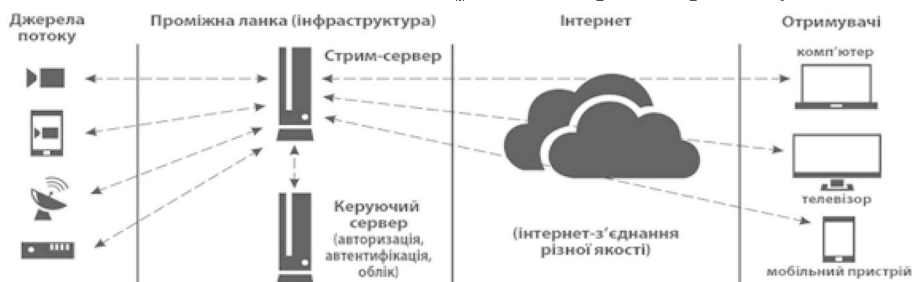 Джерела
потоку
Проміжна ланка (інфраструктура)
Стрим-сервер
Керуючий
сервер
(авторизація,
автентифікація,
облік)
Інтернет
(інтернет-з’єднання
різної якості)
Отримувачі
комп’ютер
телевізор
мобільний пристрій